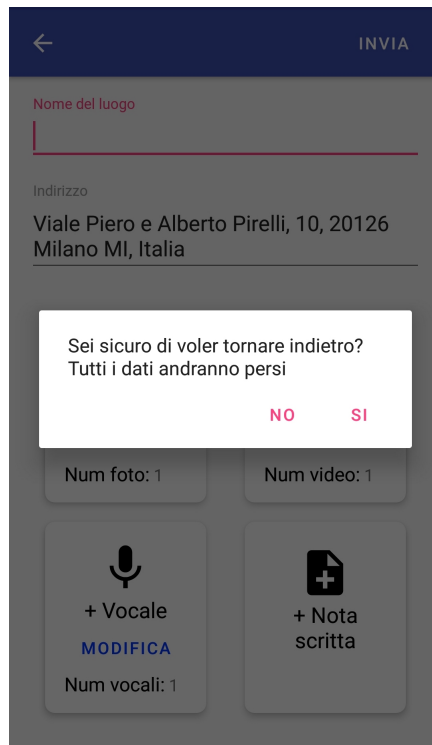 INVIA
Nome del luogo
Indirizzo
Viale Piero e Alberto Pirelli, 10, 20126
Milano MI, Italia
Sei sicuro di voler tornare indietro?
Tutti i dati andranno persi
NO SI
Num foto: 1 Num video: 1
+ Vocale
MODIFICA
Num vocali: 1
+ Nota
scritta